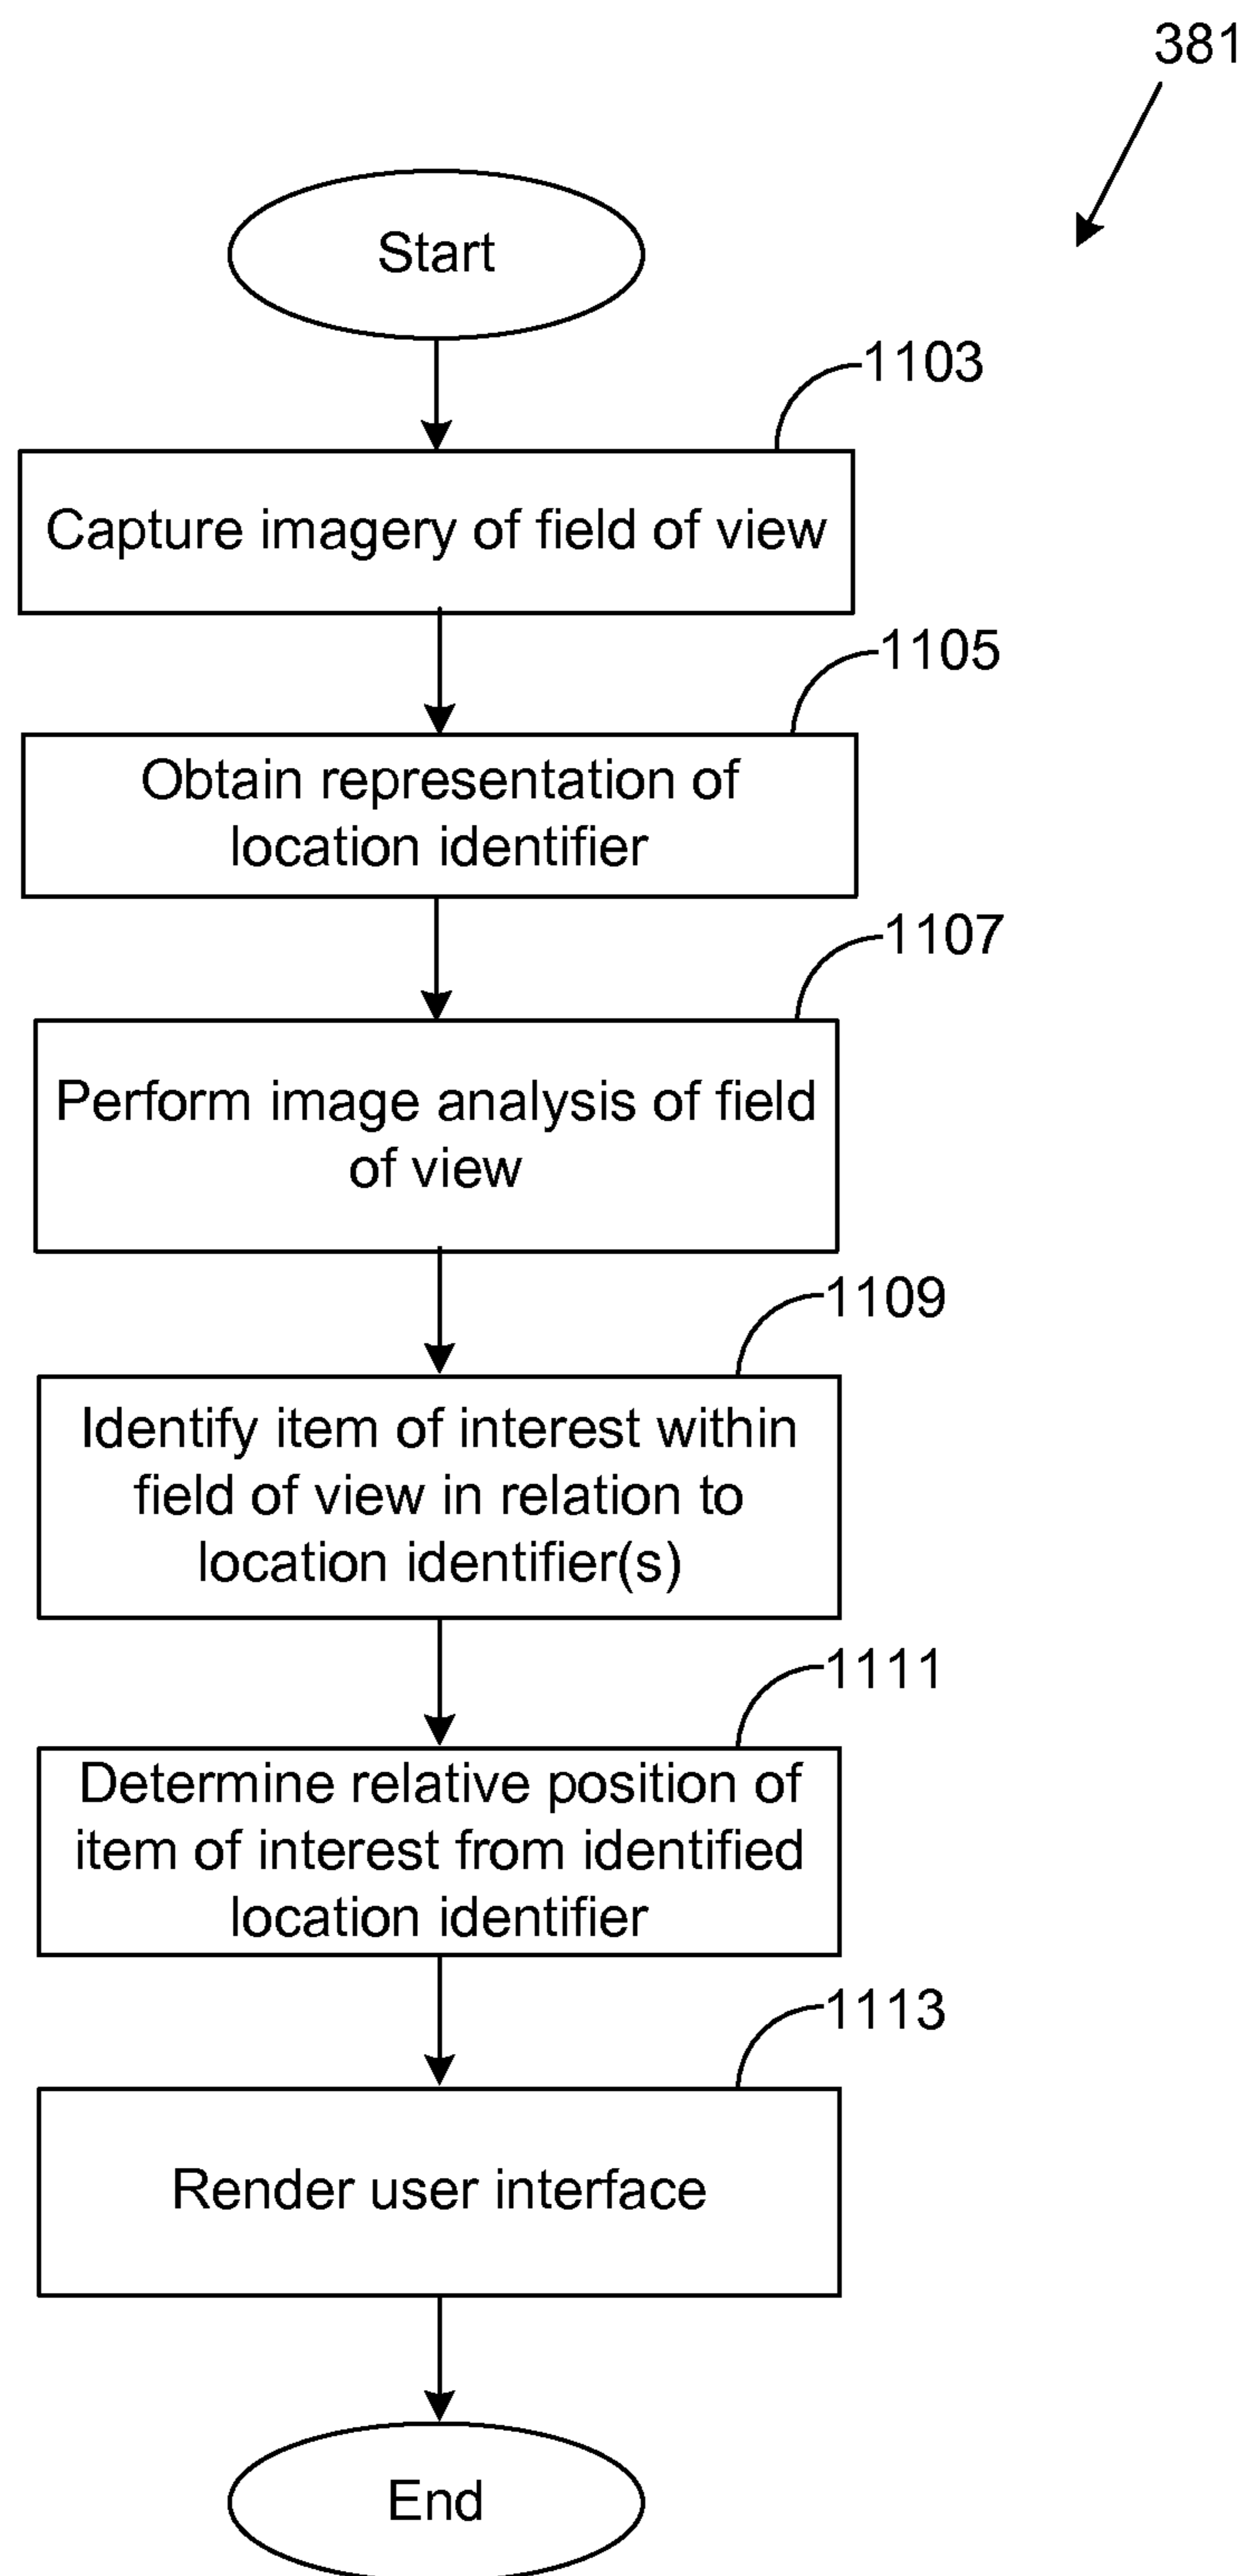 381
Start
1103
Capture imagery of field of view
1105
Obtain representation of
location identifier
1107
Perform image analysis of field
of view
1109
Identify item of interest within
field of view in relation to
location identifier(s)
1111
Determine relative position of
item of interest from identified
location identifier
1113
Render user interface
End